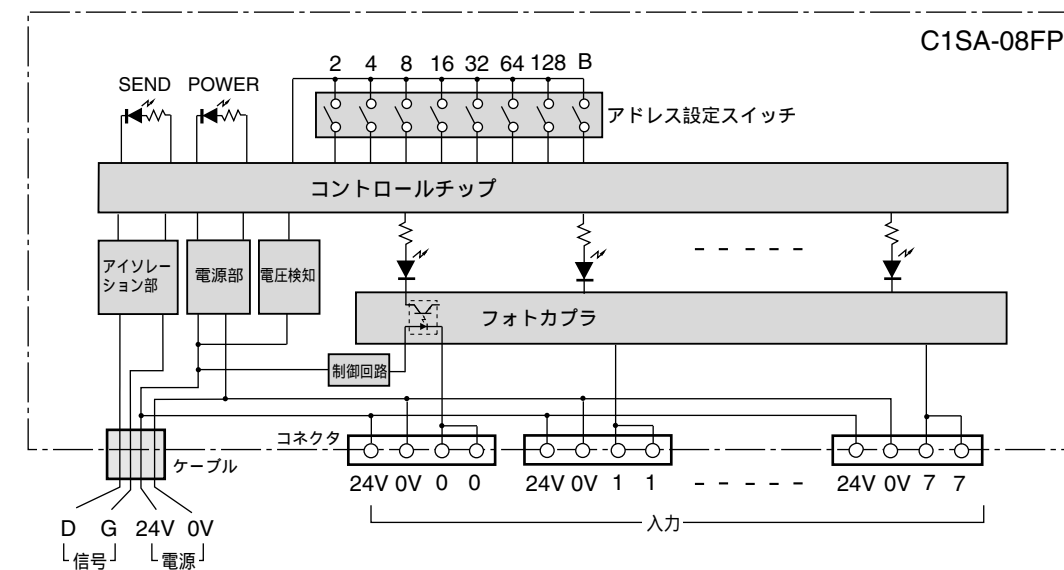 C1SA-08FP
2 4 8 16 32 64 128 B
SEND POWER
アドレス設定スイッチ
コントロールチップ
アイソレー
ション部
電源部
電圧検知
フォトカプラ
制御回路
コネクタ
ケーブル
24V 0V 0 0
24V 0V 1 1
24V 0V 7 7
入力
D G 24V 0V
信号 電源